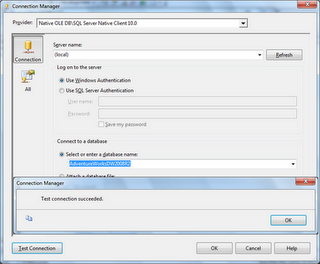 Connection Manager
Provider: Native OLE DB\SQL Server Native Client 10.0
Connection
All
Server name:
(local)
Refresh
Log on to the server
Use Windows Authentication
Use SQL Server Authentication
User name:
Password:
Save my password
Connect to a database
Select or enter a database name:
AdventureWorksDW2008R2
Attach a database file:
Connection Manager
Test connection succeeded.
OK
Test Connection
OK
Cancel
Help